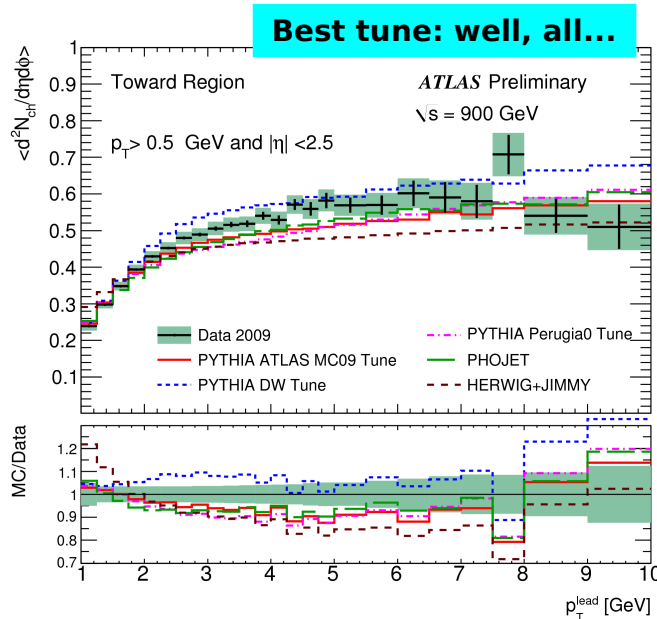 Best tune: well, all...
<d²N_ch/dηdϕ>
Toward Region
ATLAS Preliminary
√s = 900 GeV
p_T> 0.5 GeV and |η| <2.5
Data 2009
PYTHIA ATLAS MC09 Tune
PYTHIA DW Tune
PYTHIA Perugia0 Tune
PHOJET
HERWIG+JIMMY
1
0.9
0.8
0.7
0.6
0.5
0.4
0.3
0.2
0.1
MC/Data
1.2
1.1
1
0.9
0.8
0.7
1 2 3 4 5 6 7 8 9 10
p_T^lead [GeV]